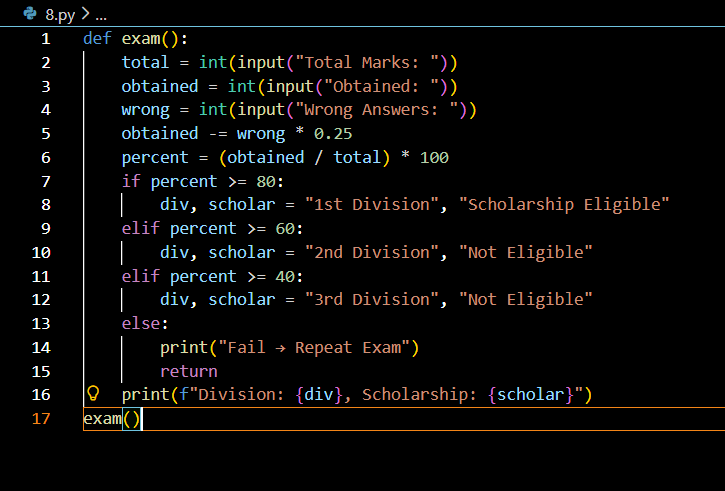 8.py > ...
1 def exam():
2     total = int(input("Total Marks: "))
3     obtained = int(input("Obtained: "))
4     wrong = int(input("Wrong Answers: "))
5     obtained -= wrong * 0.25
6     percent = (obtained / total) * 100
7     if percent >= 80:
8         div, scholar = "1st Division", "Scholarship Eligible"
9     elif percent >= 60:
10         div, scholar = "2nd Division", "Not Eligible"
11     elif percent >= 40:
12         div, scholar = "3rd Division", "Not Eligible"
13     else:
14         print("Fail → Repeat Exam")
15         return
16     print(f"Division: {div}, Scholarship: {scholar}")
17 exam()